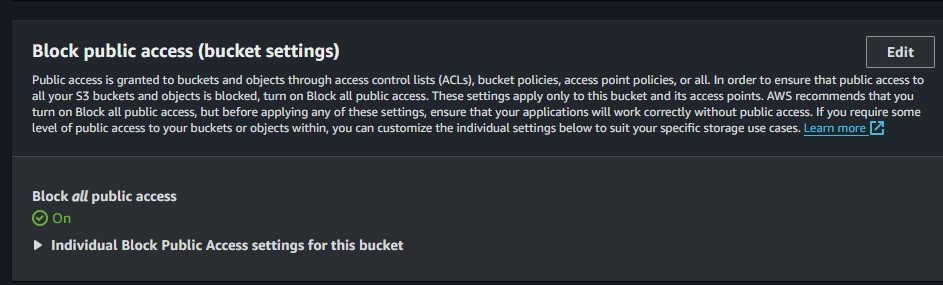 Block public access (bucket settings)
Edit
Public access is granted to buckets and objects through access control lists (ACLs), bucket policies, access point policies, or all. In order to ensure that public access to
all your S3 buckets and objects is blocked, turn on Block all public access. These settings apply only to this bucket and its access points. AWS recommends that you
turn on Block all public access, but before applying any of these settings, ensure that your applications will work correctly without public access. If you require some
level of public access to your buckets or objects within, you can customize the individual settings below to suit your specific storage use cases. Learn more
Block all public access
On
Individual Block Public Access settings for this bucket